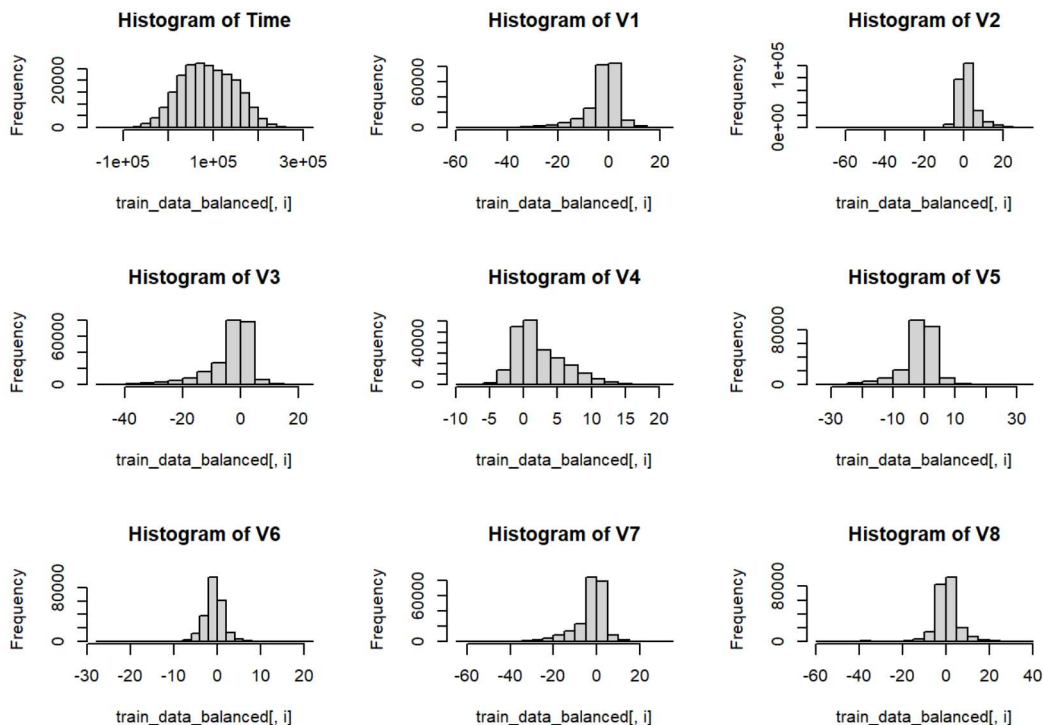 Histogram of Time
Histogram of V1
Histogram of V2
Frequency
0 20000
Frequency
0 60000
Frequency
0e+00 1e+05
-1e+05 1e+05 3e+05
-60 -40 -20 0 20
-60 -40 -20 0 20
train_data_balanced[, i]
train_data_balanced[, i]
train_data_balanced[, i]
Histogram of V3
Histogram of V4
Histogram of V5
Frequency
0 60000
Frequency
0 40000
Frequency
0 80000
-40 -20 0 20
-10 -5 0 5 10 15 20
-30 -10 0 10 30
train_data_balanced[, i]
train_data_balanced[, i]
train_data_balanced[, i]
Histogram of V6
Histogram of V7
Histogram of V8
Frequency
0 80000
Frequency
0 60000
Frequency
0 80000
-30 -20 -10 0 10 20
-60 -40 -20 0 20
-60 -40 -20 0 20 40
train_data_balanced[, i]
train_data_balanced[, i]
train_data_balanced[, i]